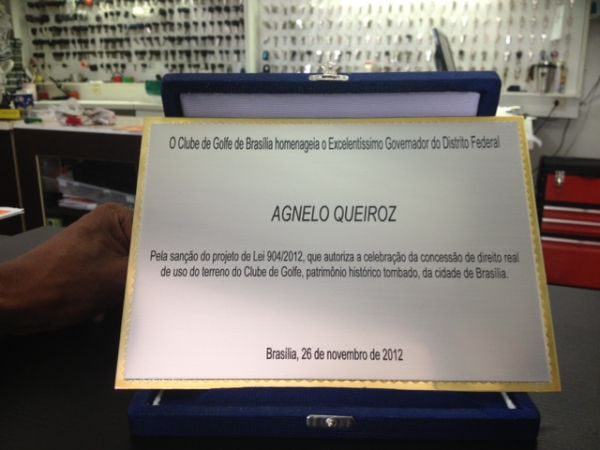 O Clube de Golfe de Brasília homenageia o Excelentíssimo Governador do Distrito Federal
AGNELO QUEIROZ
Pela sanção do projeto de Lei 904/2012, que autoriza a celebração da concessão de direito real
de uso do terreno do Clube de Golfe, patrimônio histórico tombado, da cidade de Brasília.
Brasília, 26 de novembro de 2012